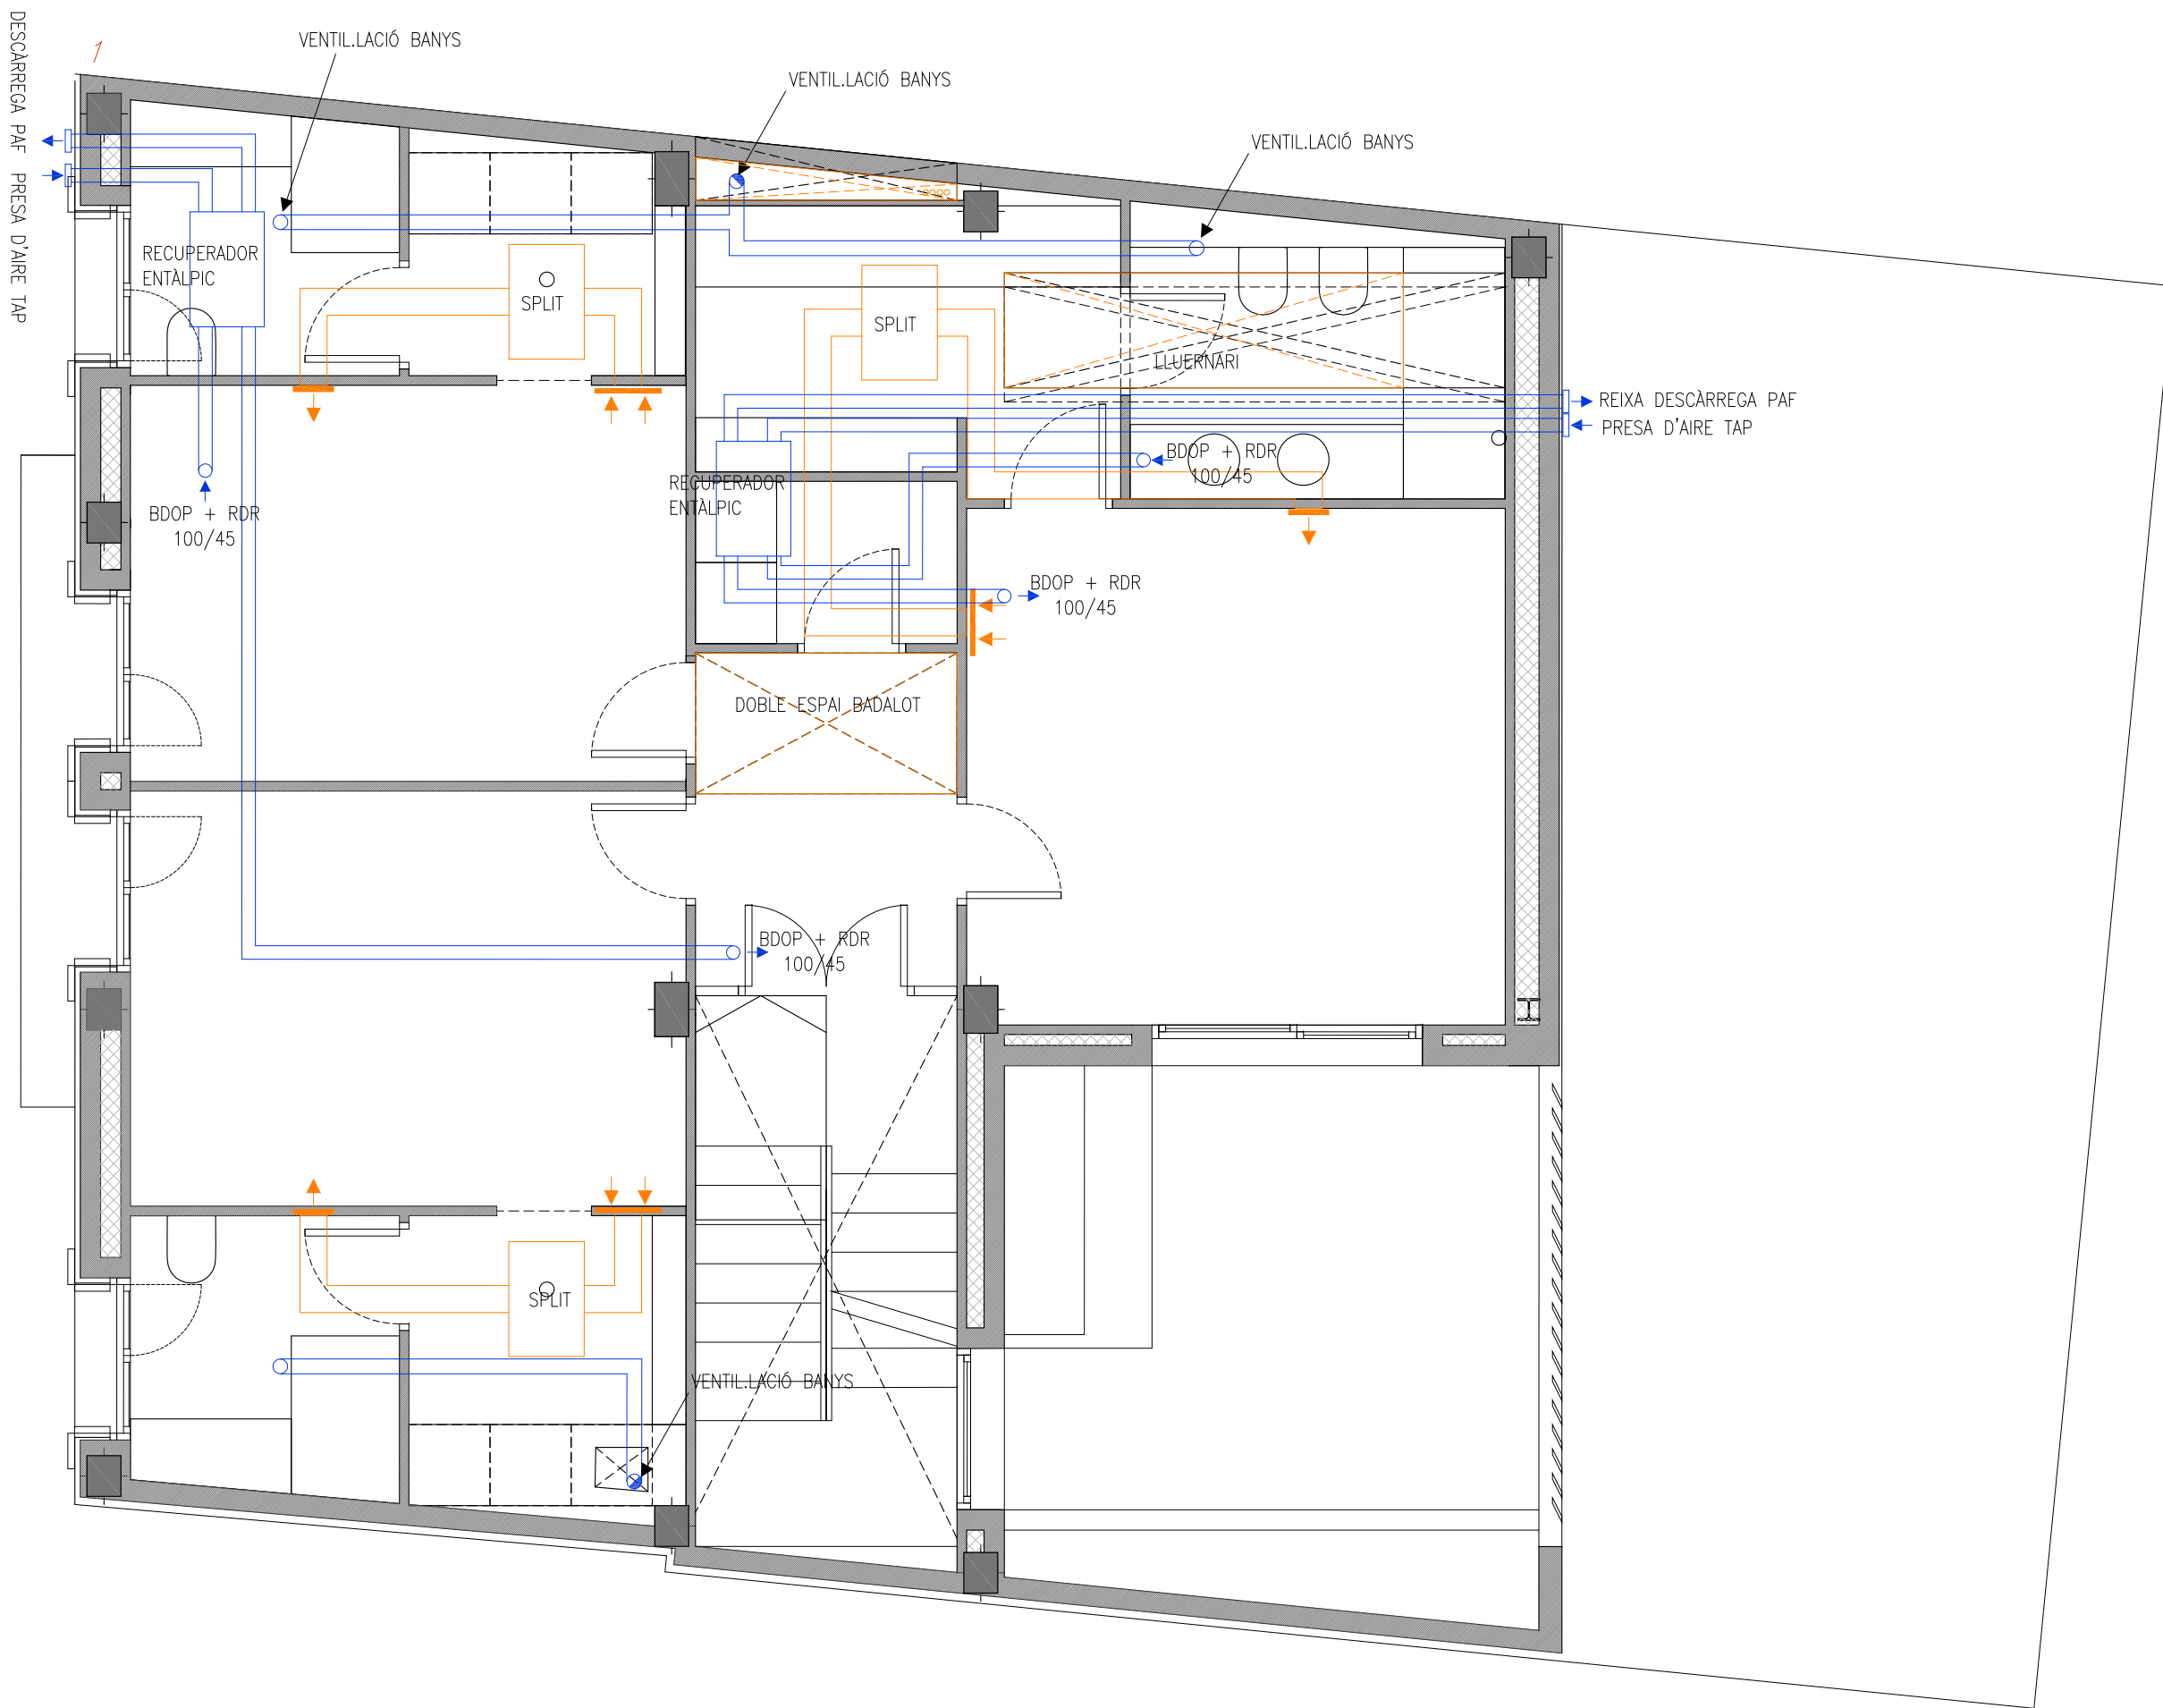 1
DESCÀRREGA PAF
PRESA D'AIRE TAP
VENTIL.LACIÓ BANYS
VENTIL.LACIÓ BANYS
VENTIL.LACIÓ BANYS
RECUPERADOR
ENTÀLPIC
SPLIT
SPLIT
LLUERNARI
REIXA DESCÀRREGA PAF
PRESA D'AIRE TAP
BDOP + RDR
100/45
RECUPERADOR
ENTÀLPIC
BDOP + RDR
100/45
BDOP + RDR
100/45
DOBLE ESPAI BADALOT
BDOP + RDR
100/45
SPLIT
VENTIL.LACIÓ BANYS